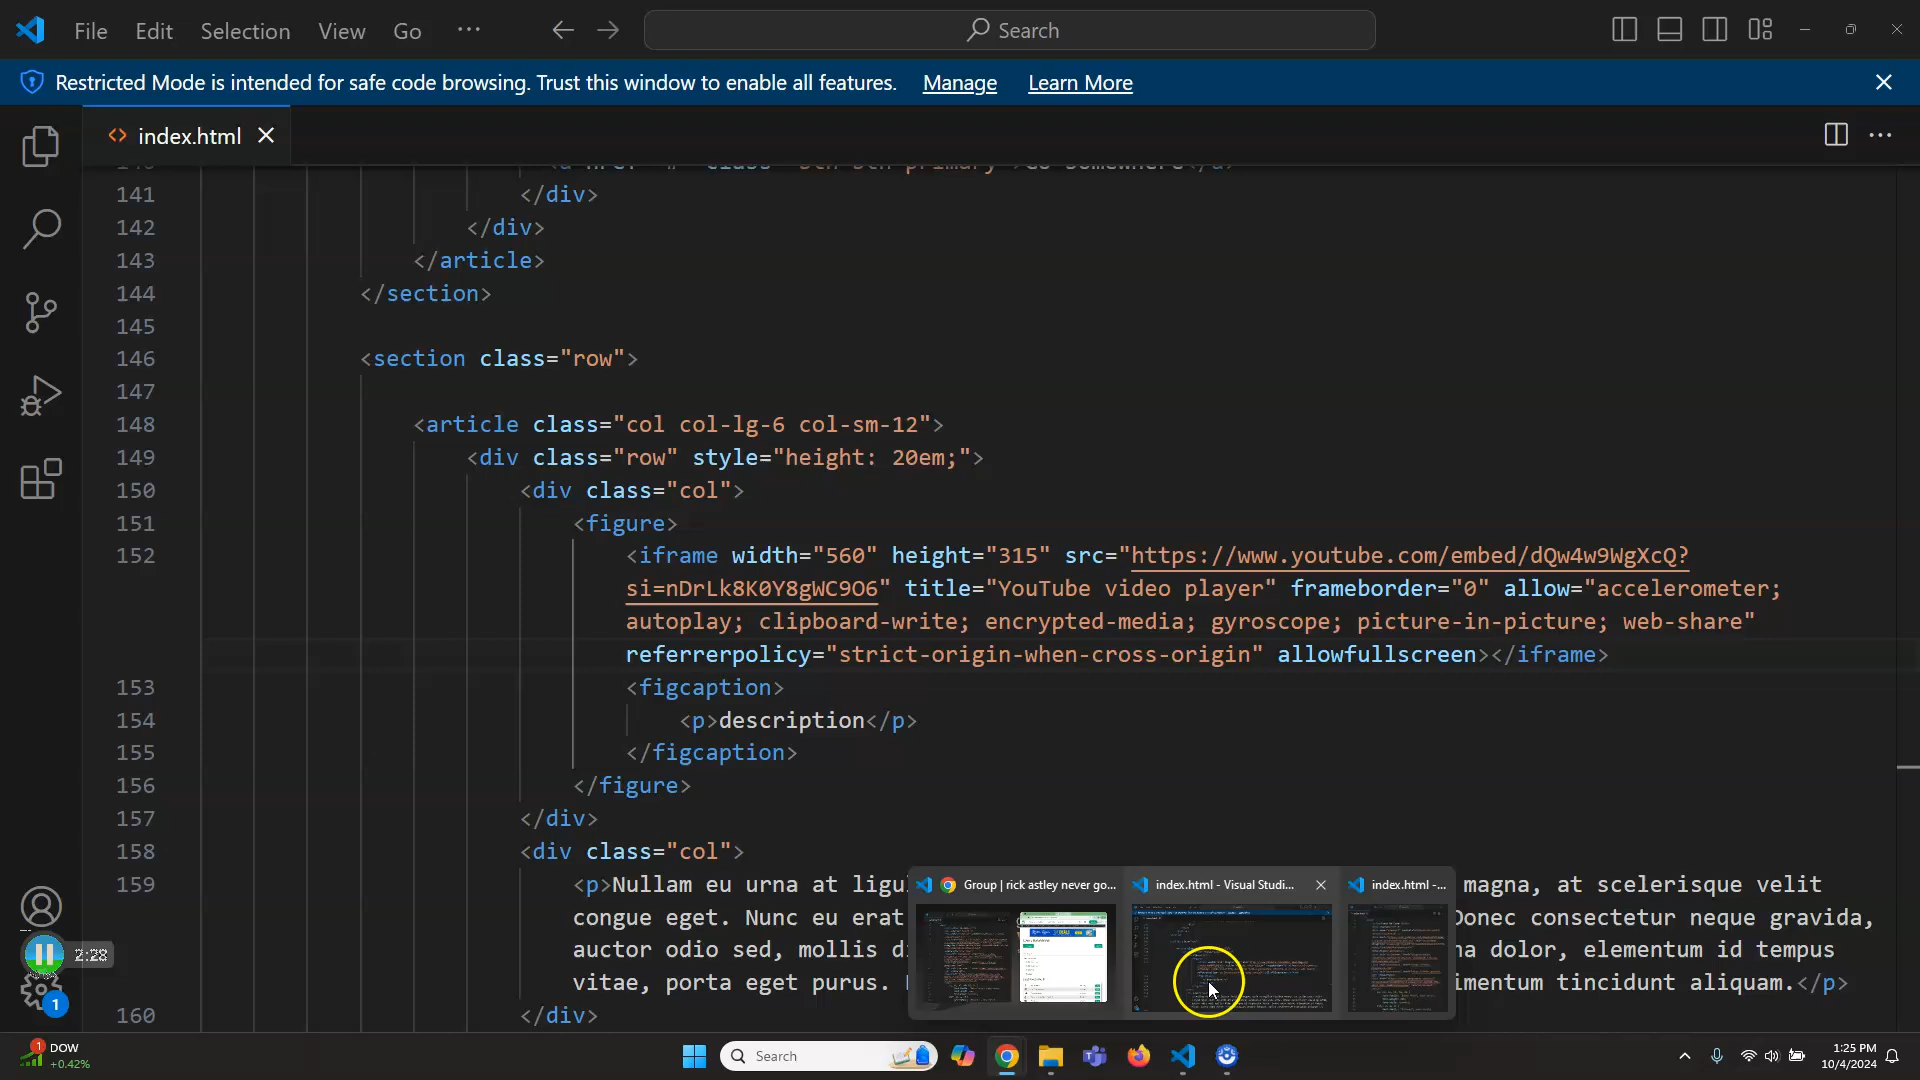 File Edit Selection View Go ··· Search
Restricted Mode is intended for safe code browsing. Trust this window to enable all features. Manage Learn More
<> index.html
141 </div>
142 </div>
143 </article>
144 </section>
145
146 <section class="row">
147
148 <article class="col col-lg-6 col-sm-12">
149 <div class="row" style="height: 20em;">
150 <div class="col">
151 <figure>
152 <iframe width="560" height="315" src="https://www.youtube.com/embed/dQw4w9WgXcQ?
si=nDrLk8K0Y8gWC9O6" title="YouTube video player" frameborder="0" allow="accelerometer;
autoplay; clipboard-write; encrypted-media; gyroscope; picture-in-picture; web-share"
referrerpolicy="strict-origin-when-cross-origin" allowfullscreen></iframe>
153 <figcaption>
154 <p>description</p>
155 </figcaption>
156 </figure>
157 </div>
158 <div class="col">
159 <p>Nullam eu urna at ligu magna, at scelerisque velit
congue eget. Nunc eu erat Donec consectetur neque gravida,
auctor odio sed, mollis d na dolor, elementum id tempus
vitae, porta eget purus. imentum tincidunt aliquam.</p>
160 </div>
Group | rick astley never go... index.html - Visual Studi... index.html -...
2:28
1
1 DOW
+0.42%
Search
1:25 PM
10/4/2024